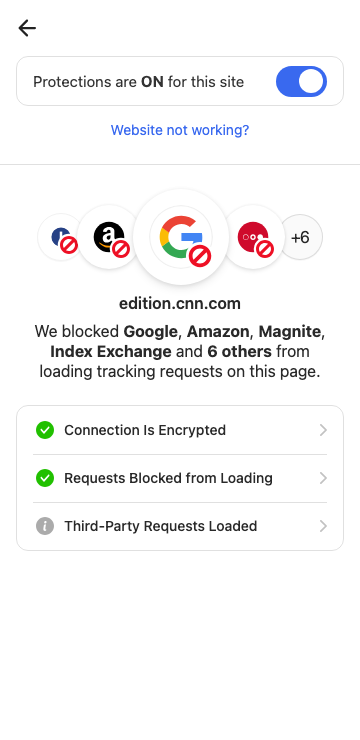 Protections are ON for this site
Website not working?
+6
edition.cnn.com
We blocked Google, Amazon, Magnite,
Index Exchange and 6 others from
loading tracking requests on this page.
Connection Is Encrypted
Requests Blocked from Loading
Third-Party Requests Loaded